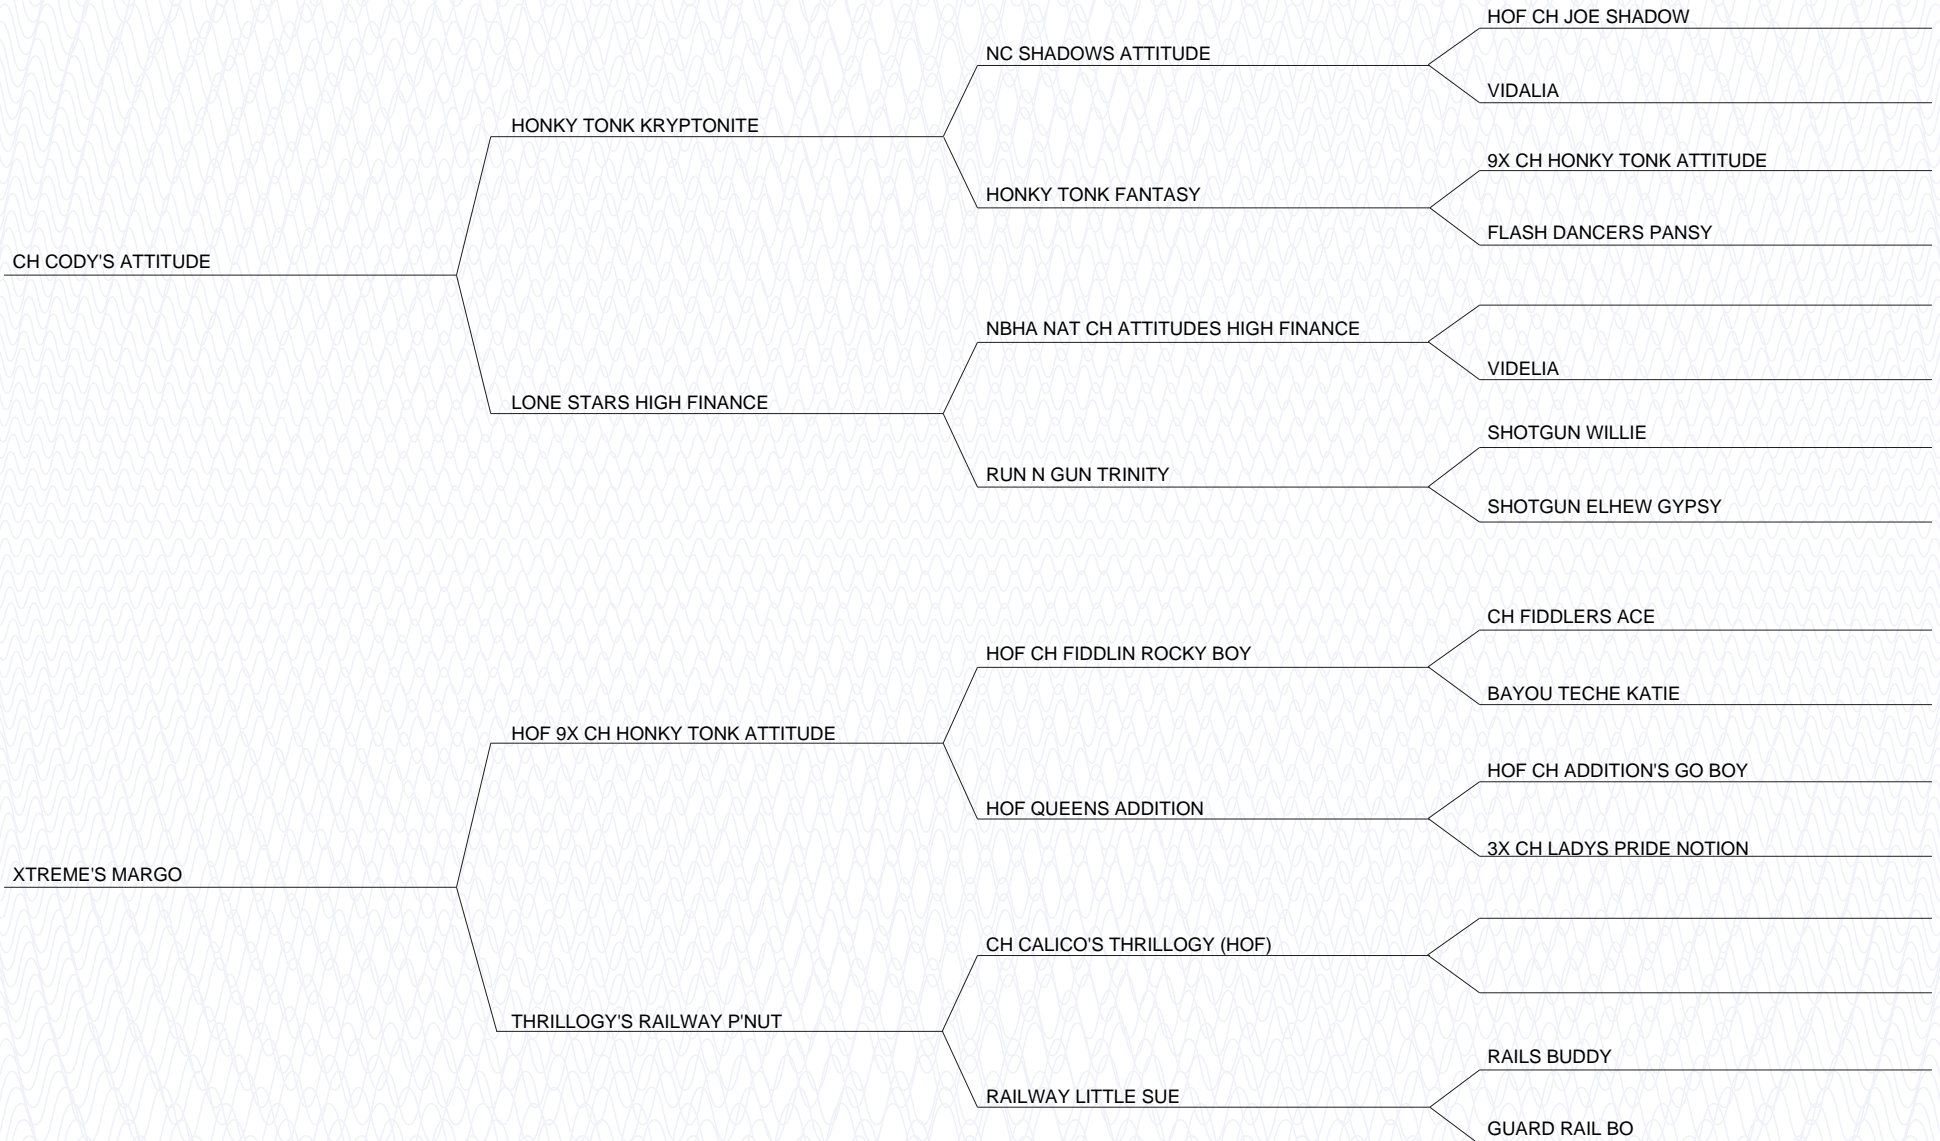 HOF CH JOE SHADOW
NC SHADOWS ATTITUDE
VIDALIA
HONKY TONK KRYPTONITE
9X CH HONKY TONK ATTITUDE
HONKY TONK FANTASY
FLASH DANCERS PANSY
CH CODY'S ATTITUDE
NBHA NAT CH ATTITUDES HIGH FINANCE
VIDELIA
LONE STARS HIGH FINANCE
SHOTGUN WILLIE
RUN N GUN TRINITY
SHOTGUN ELHEW GYPSY
CH FIDDLERS ACE
HOF CH FIDDLIN ROCKY BOY
BAYOU TECHE KATIE
HOF 9X CH HONKY TONK ATTITUDE
HOF CH ADDITION'S GO BOY
HOF QUEENS ADDITION
3X CH LADYS PRIDE NOTION
XTREME'S MARGO
CH CALICO'S THRILLOGY (HOF)
THRILLOGY'S RAILWAY P'NUT
RAILS BUDDY
RAILWAY LITTLE SUE
GUARD RAIL BO